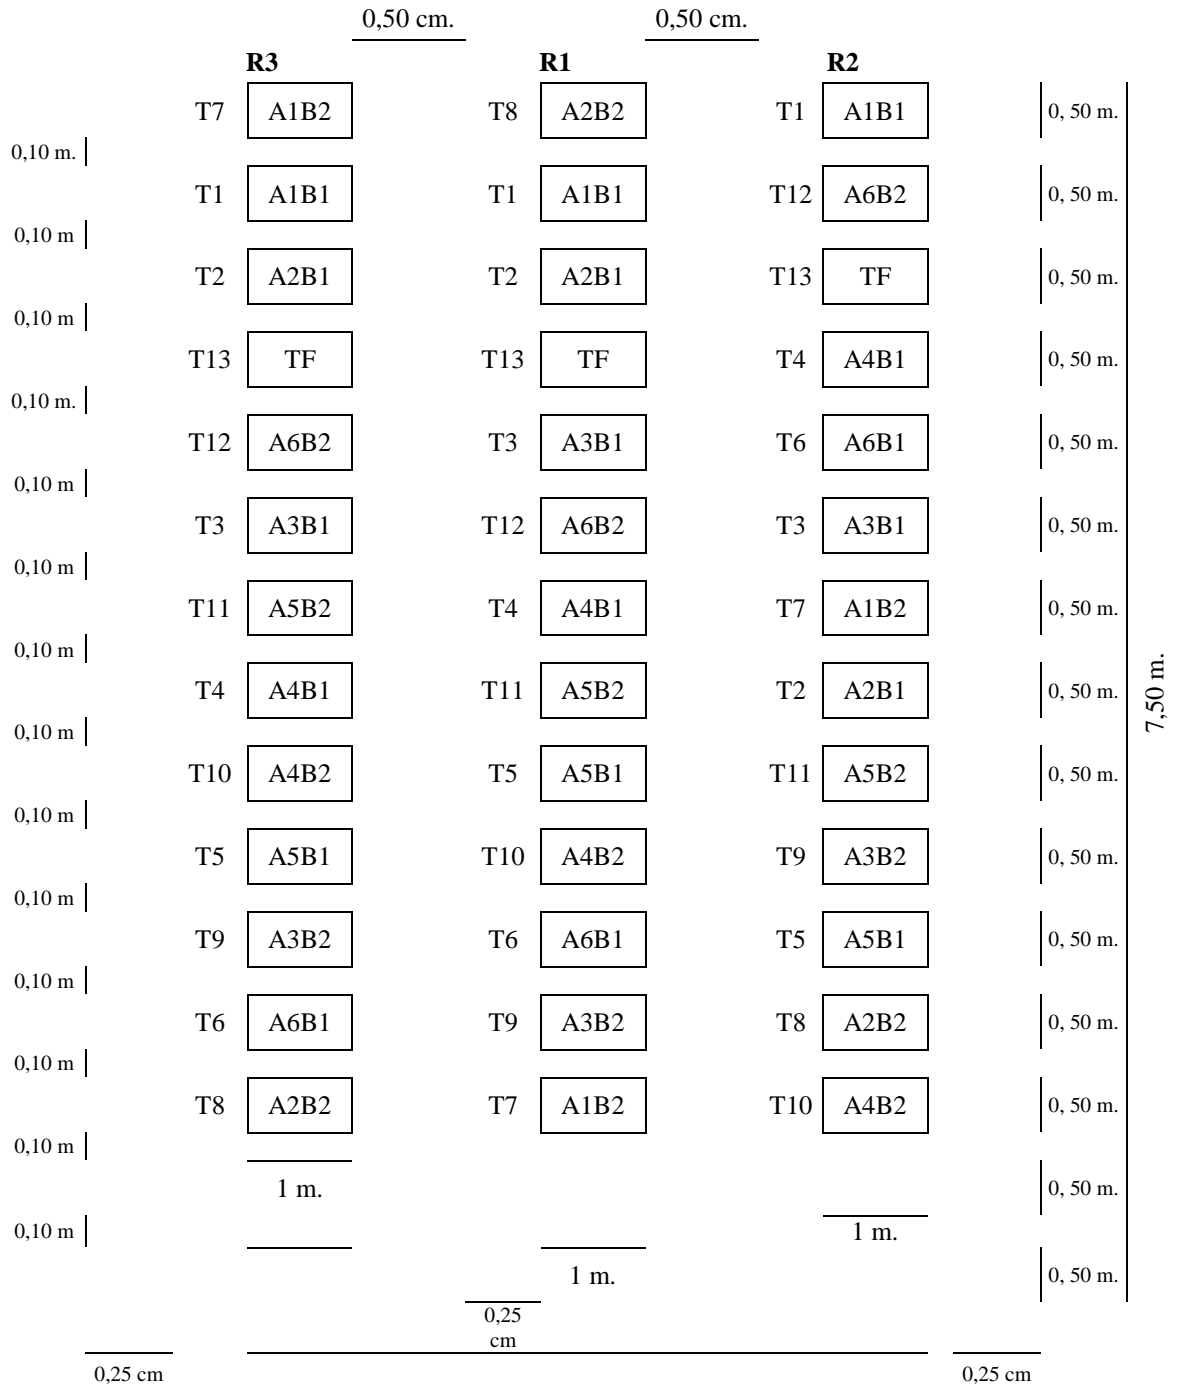 0,50 cm. 0,50 cm.
R3 R1 R2
T7 A1B2 T8 A2B2 T1 A1B1 0, 50 m.
0,10 m.
T1 A1B1 T1 A1B1 T12 A6B2 0, 50 m.
0,10 m
T2 A2B1 T2 A2B1 T13 TF 0, 50 m.
0,10 m
T13 TF T13 TF T4 A4B1 0, 50 m.
0,10 m.
T12 A6B2 T3 A3B1 T6 A6B1 0, 50 m.
0,10 m
T3 A3B1 T12 A6B2 T3 A3B1 0, 50 m.
0,10 m
T11 A5B2 T4 A4B1 T7 A1B2 0, 50 m.
0,10 m
7,50 m.
T4 A4B1 T11 A5B2 T2 A2B1 0, 50 m.
0,10 m
T10 A4B2 T5 A5B1 T11 A5B2 0, 50 m.
0,10 m
T5 A5B1 T10 A4B2 T9 A3B2 0, 50 m.
0,10 m
T9 A3B2 T6 A6B1 T5 A5B1 0, 50 m.
0,10 m
T6 A6B1 T9 A3B2 T8 A2B2 0, 50 m.
0,10 m
T8 A2B2 T7 A1B2 T10 A4B2 0, 50 m.
0,10 m
1 m. 0, 50 m.
0,10 m 1 m.
1 m. 0, 50 m.
0,25
cm
0,25 cm 0,25 cm